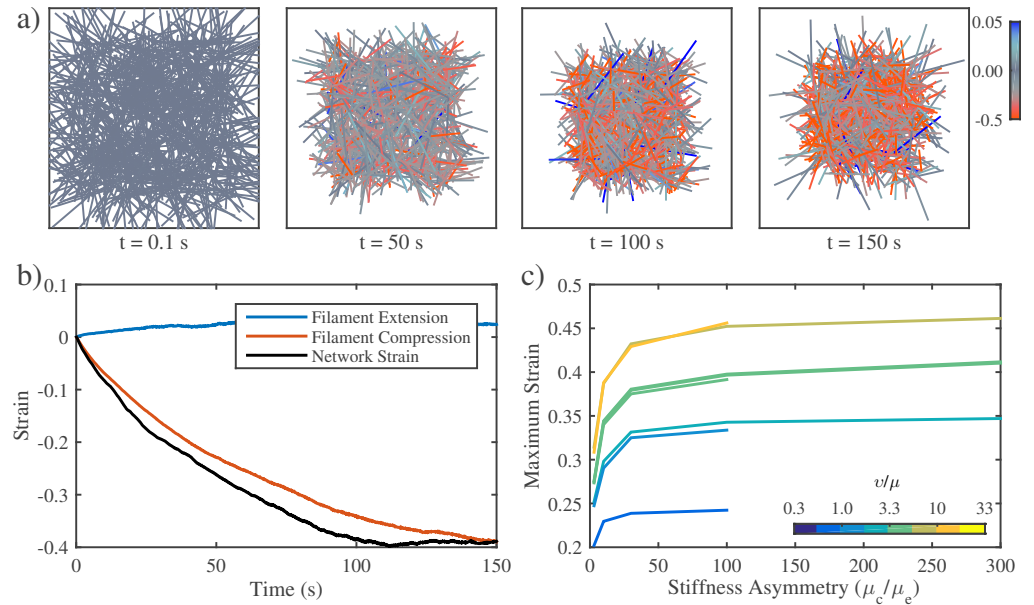 a)
0.05
0.00
-0.5
t = 0.1 s
t = 50 s
t = 100 s
t = 150 s
b)
0.1
0
-0.1
-0.2
-0.3
-0.4
Strain
Filament Extension
Filament Compression
Network Strain
0
50
100
150
Time (s)
c)
0.5
0.45
0.4
0.35
0.3
0.25
0.2
Maximum Strain
υ/μ
0.3
1.0
3.3
10
33
0
50
100
150
200
250
300
Stiffness Asymmetry (μ_c/μ_e)